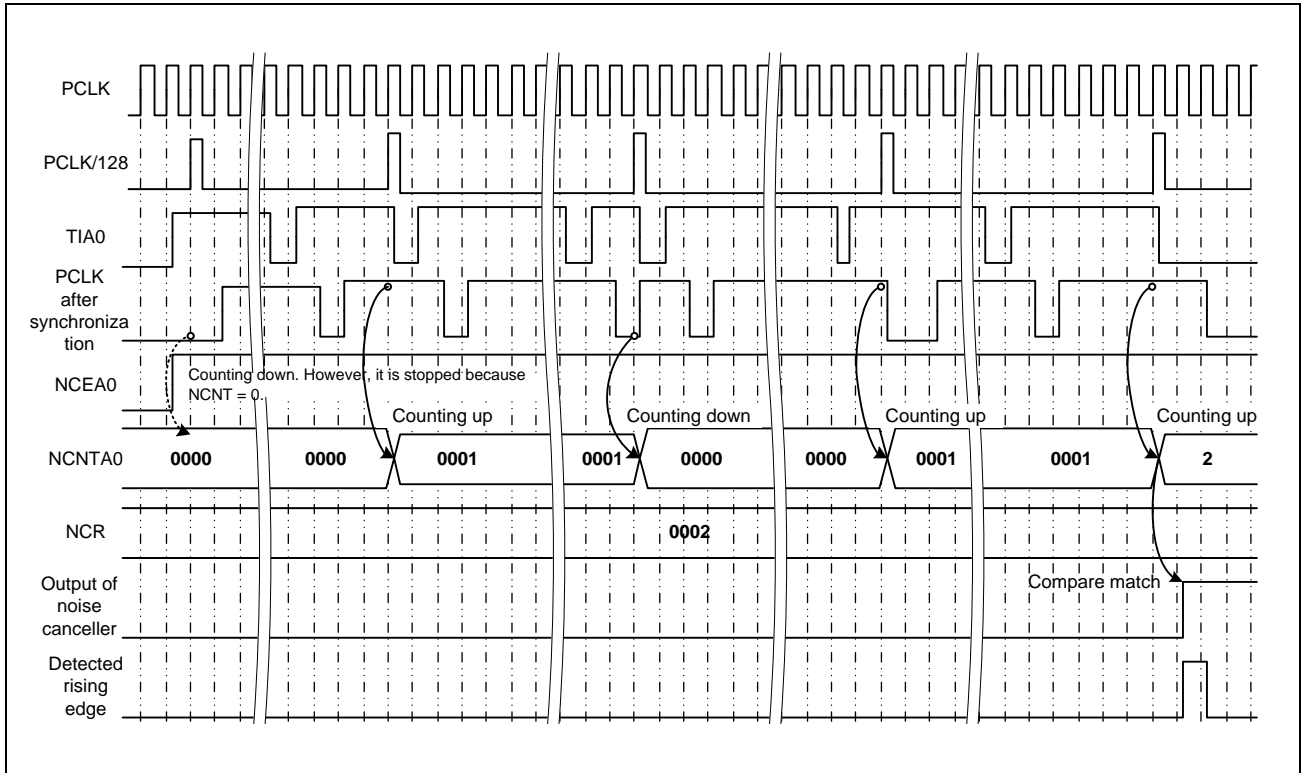 PCLK
PCLK/128
TIA0
PCLK
after
synchroniza
tion
NCEA0
Counting down. However, it is stopped because
NCNT = 0.
Counting up
Counting down
Counting up
Counting up
NCNTA0
0000
0000
0001
0001
0000
0000
0001
0001
2
NCR
0002
Output of
noise
canceller
Compare match
Detected
rising
edge